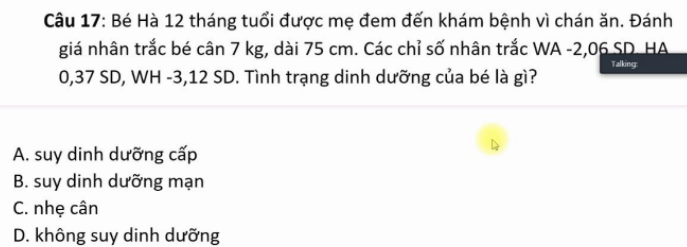 Câu 17: Bé Hà 12 tháng tuổi được mẹ đem đến khám bệnh vì chán ăn. Đánh
giá nhân trắc bé cân 7 kg, dài 75 cm. Các chỉ số nhân trắc WA -2,06 SD, HA
Talking:
0,37 SD, WH -3,12 SD. Tình trạng dinh dưỡng của bé là gì?
A. suy dinh dưỡng cấp
B. suy dinh dưỡng mạn
C. nhẹ cân
D. không suy dinh dưỡng